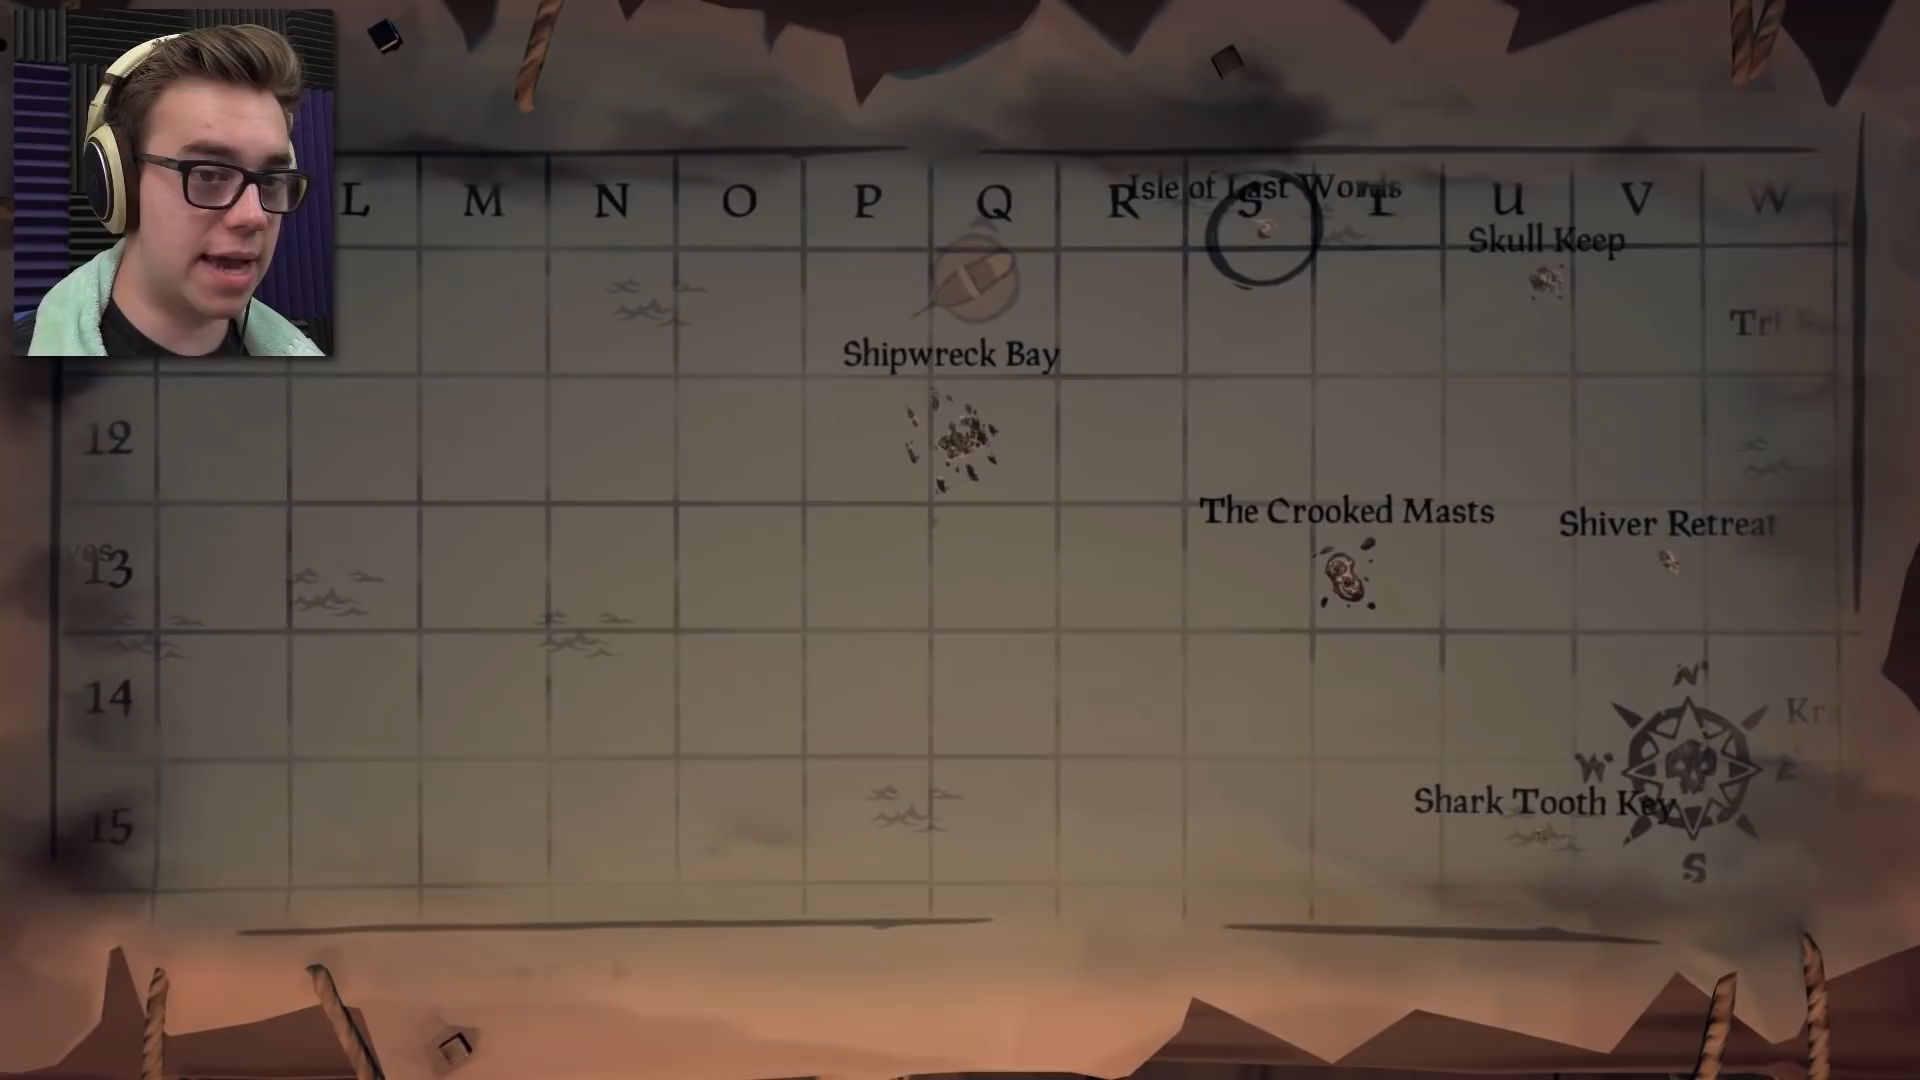 L M N O P Q R S T U V W
Isle of Last Words
Skull Keep
Shipwreck Bay
12
The Crooked Masts
Shiver Retreat
13
N
14
W
E
Shark Tooth Key
15
S